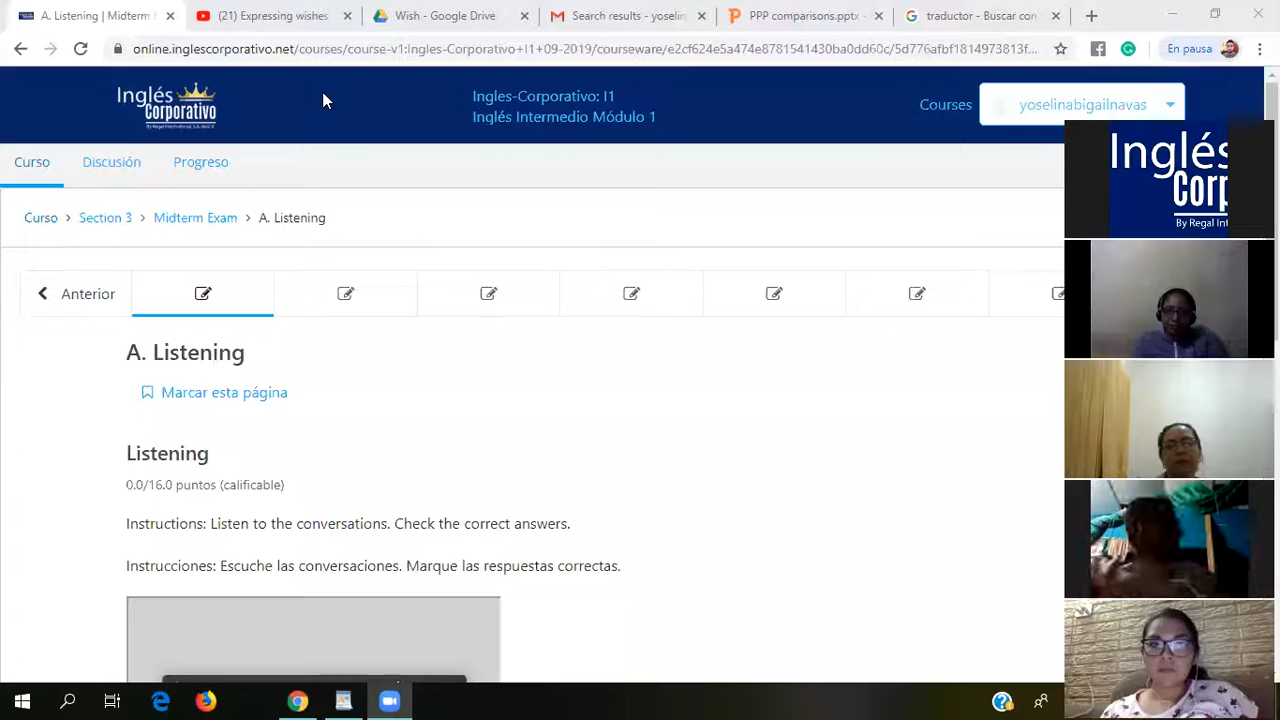 A. Listening | Midterm E
(21) Expressing wishes
Wish - Google Drive
Search results - yoselin
PPP comparisons.pptx -
traductor - Buscar con
online.inglescorporativo.net/courses/course-v1:Ingles-Corporativo+I1+09-2019/courseware/e2cf624e5a474e8781541430ba0dd60c/5d776afbf1814973813f...
En pausa
Inglés
Corporativo
By Regal International, S.A. de C.V.
Ingles-Corporativo: I1
Inglés Intermedio Módulo 1
Courses
yoselinabigailnavas
Curso
Discusión
Progreso
Inglés
Corp
By Regal Int
Curso > Section 3 > Midterm Exam > A. Listening
Anterior
A. Listening
Marcar esta página
Listening
0.0/16.0 puntos (calificable)
Instructions: Listen to the conversations. Check the correct answers.
Instrucciones: Escuche las conversaciones. Marque las respuestas correctas.